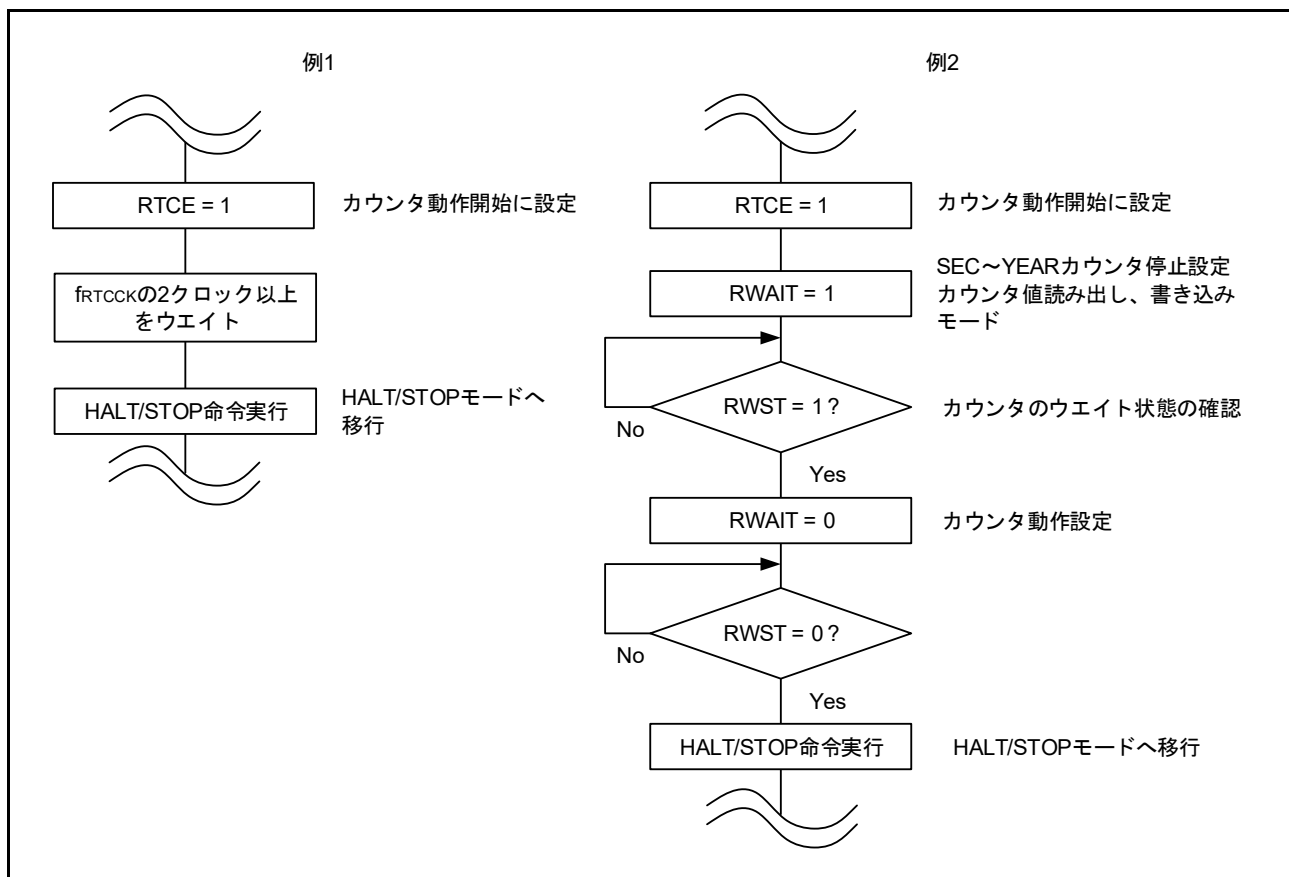 例1
RTCE = 1
カウンタ動作開始に設定
fRTCCKの2クロック以上
をウエイト
HALT/STOP命令実行
HALT/STOPモードへ
移行
例2
RTCE = 1
カウンタ動作開始に設定
RWAIT = 1
SEC～YEARカウンタ停止設定
カウンタ値読み出し、書き込み
モード
RWST = 1 ?
カウンタのウエイト状態の確認
No
Yes
RWAIT = 0
カウンタ動作設定
RWST = 0 ?
No
Yes
HALT/STOP命令実行
HALT/STOPモードへ移行